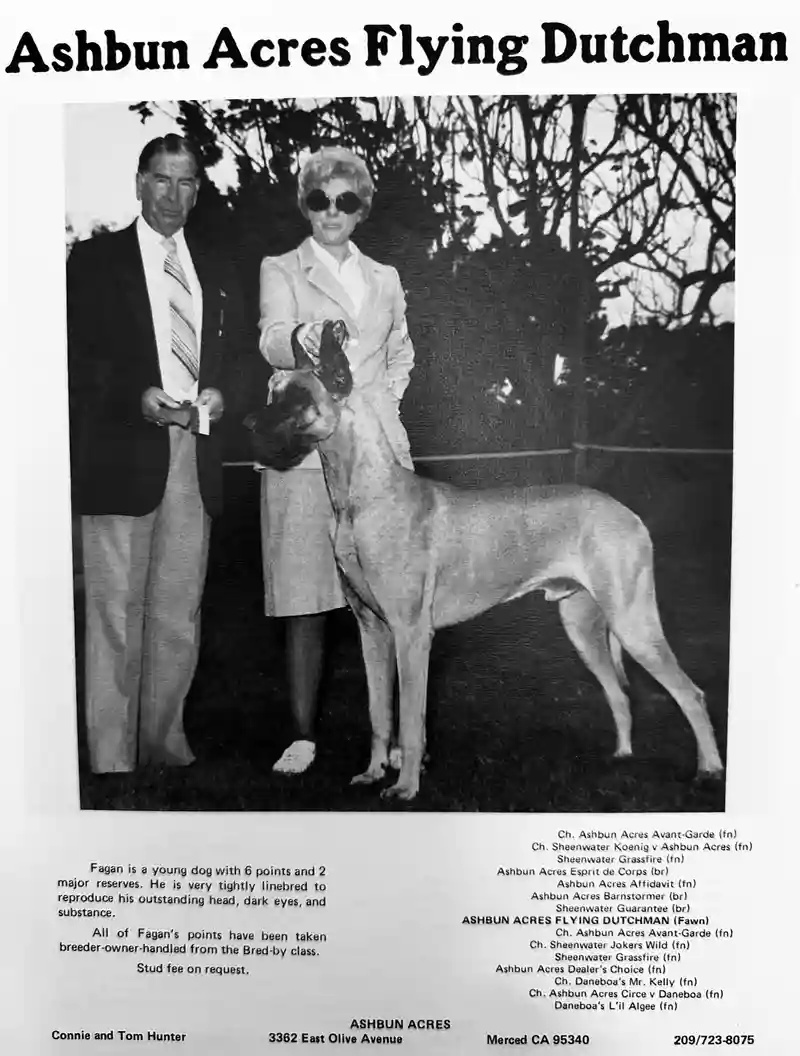 Ashbun Acres Flying Dutchman
Fagan is a young dog with 6 points and 2
major reserves. He is very tightly linebred to
reproduce his outstanding head, dark eyes, and
substance.
All of Fagan's points have been taken
breeder-owner-handled from the Bred-by class.
Stud fee on request.
Ch. Ashbun Acres Avant-Garde (fn)
Ch. Sheenwater Koenig v Ashbun Acres (fn)
Sheenwater Grassfire (fn)
Ashbun Acres Esprit de Corps (br)
Ashbun Acres Affidavit (fn)
Ashbun Acres Barnstormer (br)
Sheenwater Guarantee (br)
ASHBUN ACRES FLYING DUTCHMAN (Fawn)
Ch. Ashbun Acres Avant-Garde (fn)
Ch. Sheenwater Jokers Wild (fn)
Sheenwater Grassfire (fn)
Ashbun Acres Dealer's Choice (fn)
Ch. Daneboa's Mr. Kelly (fn)
Ch. Ashbun Acres Circe v Daneboa (fn)
Daneboa's L'il Algee (fn)
ASHBUN ACRES
Connie and Tom Hunter 3362 East Olive Avenue Merced CA 95340 209/723-8075